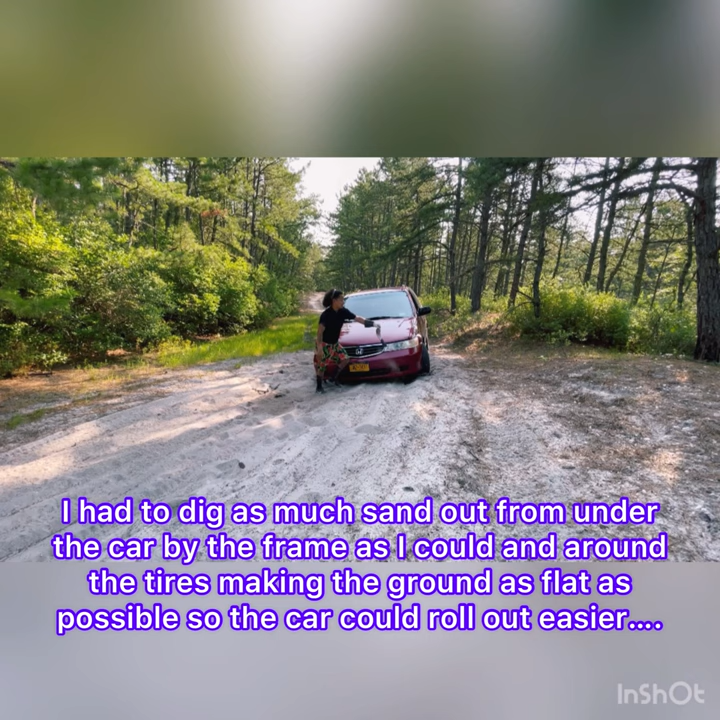 I had to dig as much sand out from under
the car by the frame as I could and around
the tires making the ground as flat as
possible so the car could roll out easier....
InShOt